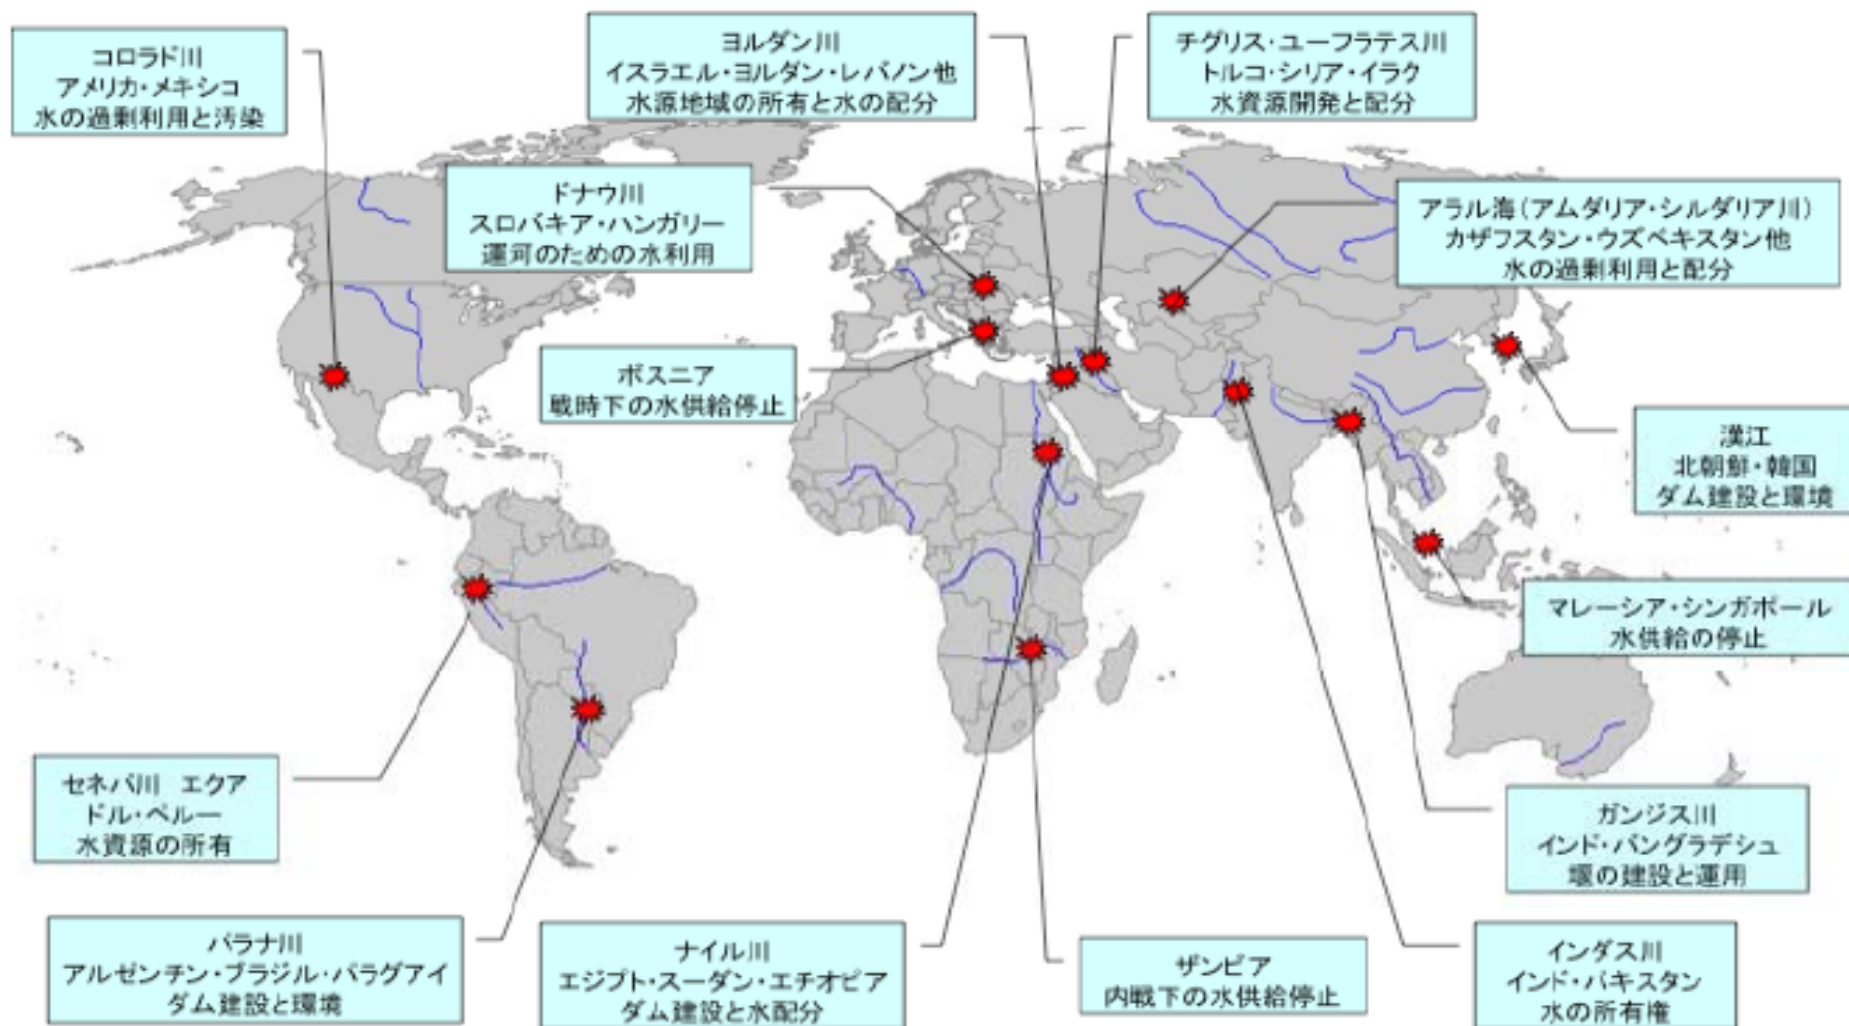 コロラド川
アメリカ・メキシコ
水の過剰利用と汚染
ヨルダン川
イスラエル・ヨルダン・レバノン他
水源地域の所有と水の配分
チグリス・ユーフラテス川
トルコ・シリア・イラク
水資源開発と配分
ドナウ川
スロバキア・ハンガリー
運河のための水利用
アラル海(アムダリア・シルダリア川)
カザフスタン・ウズベキスタン他
水の過剰利用と配分
ボスニア
戦時下の水供給停止
漢江
北朝鮮・韓国
ダム建設と環境
マレーシア・シンガポール
水供給の停止
セネパ川　エクア
ドル・ペルー
水資源の所有
ガンジス川
インド・バングラデシュ
堰の建設と運用
パラナ川
アルゼンチン・ブラジル・パラグアイ
ダム建設と環境
ナイル川
エジプト・スーダン・エチオピア
ダム建設と水配分
ザンビア
内戦下の水供給停止
インダス川
インド・パキスタン
水の所有権